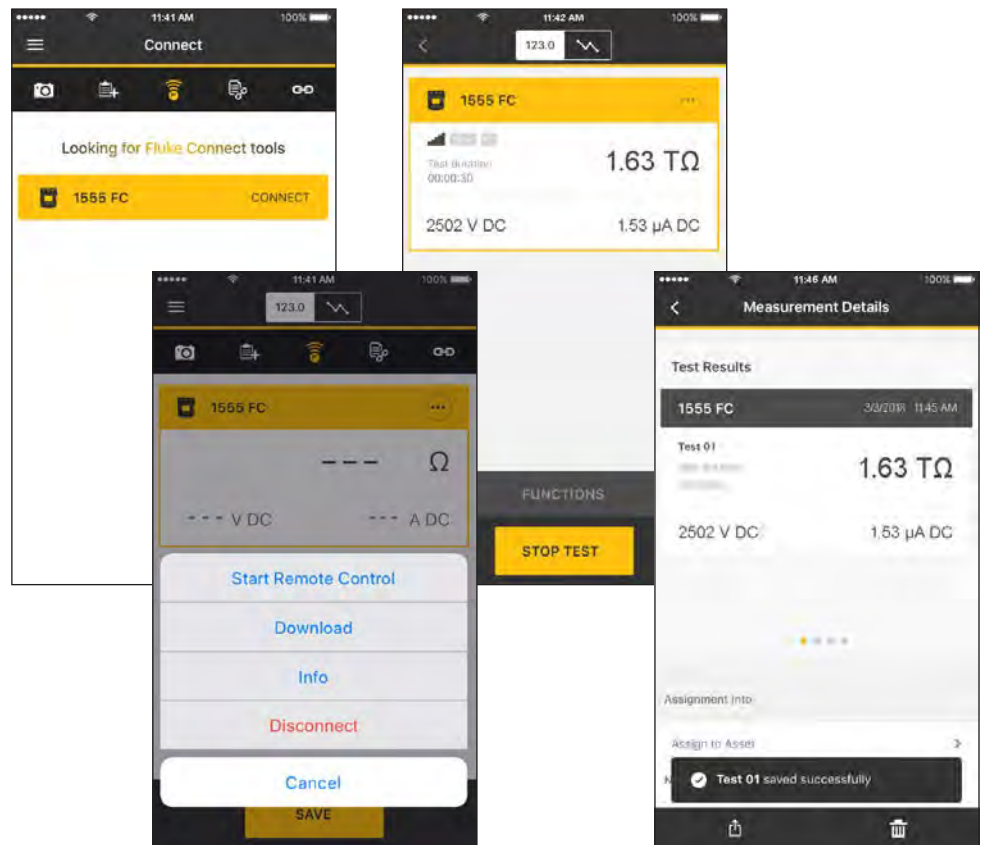 11:41 AM 100%
Connect
Looking for Fluke Connect tools
1555 FC CONNECT
11:42 AM 100%
123.0
1555 FC
Test duration
00:00:30
1.63 TΩ
2502 V DC 1.53 µA DC
FUNCTIONS
STOP TEST
11:41 AM 100%
123.0
1555 FC
--- Ω
--- V DC --- A DC
Start Remote Control
Download
Info
Disconnect
Cancel
SAVE
11:46 AM 100%
Measurement Details
Test Results
1555 FC 3/3/2018 11:45 AM
Test 01
1.63 TΩ
2502 V DC 1.53 µA DC
Assignment Info
Assign to Asset
Test 01 saved successfully